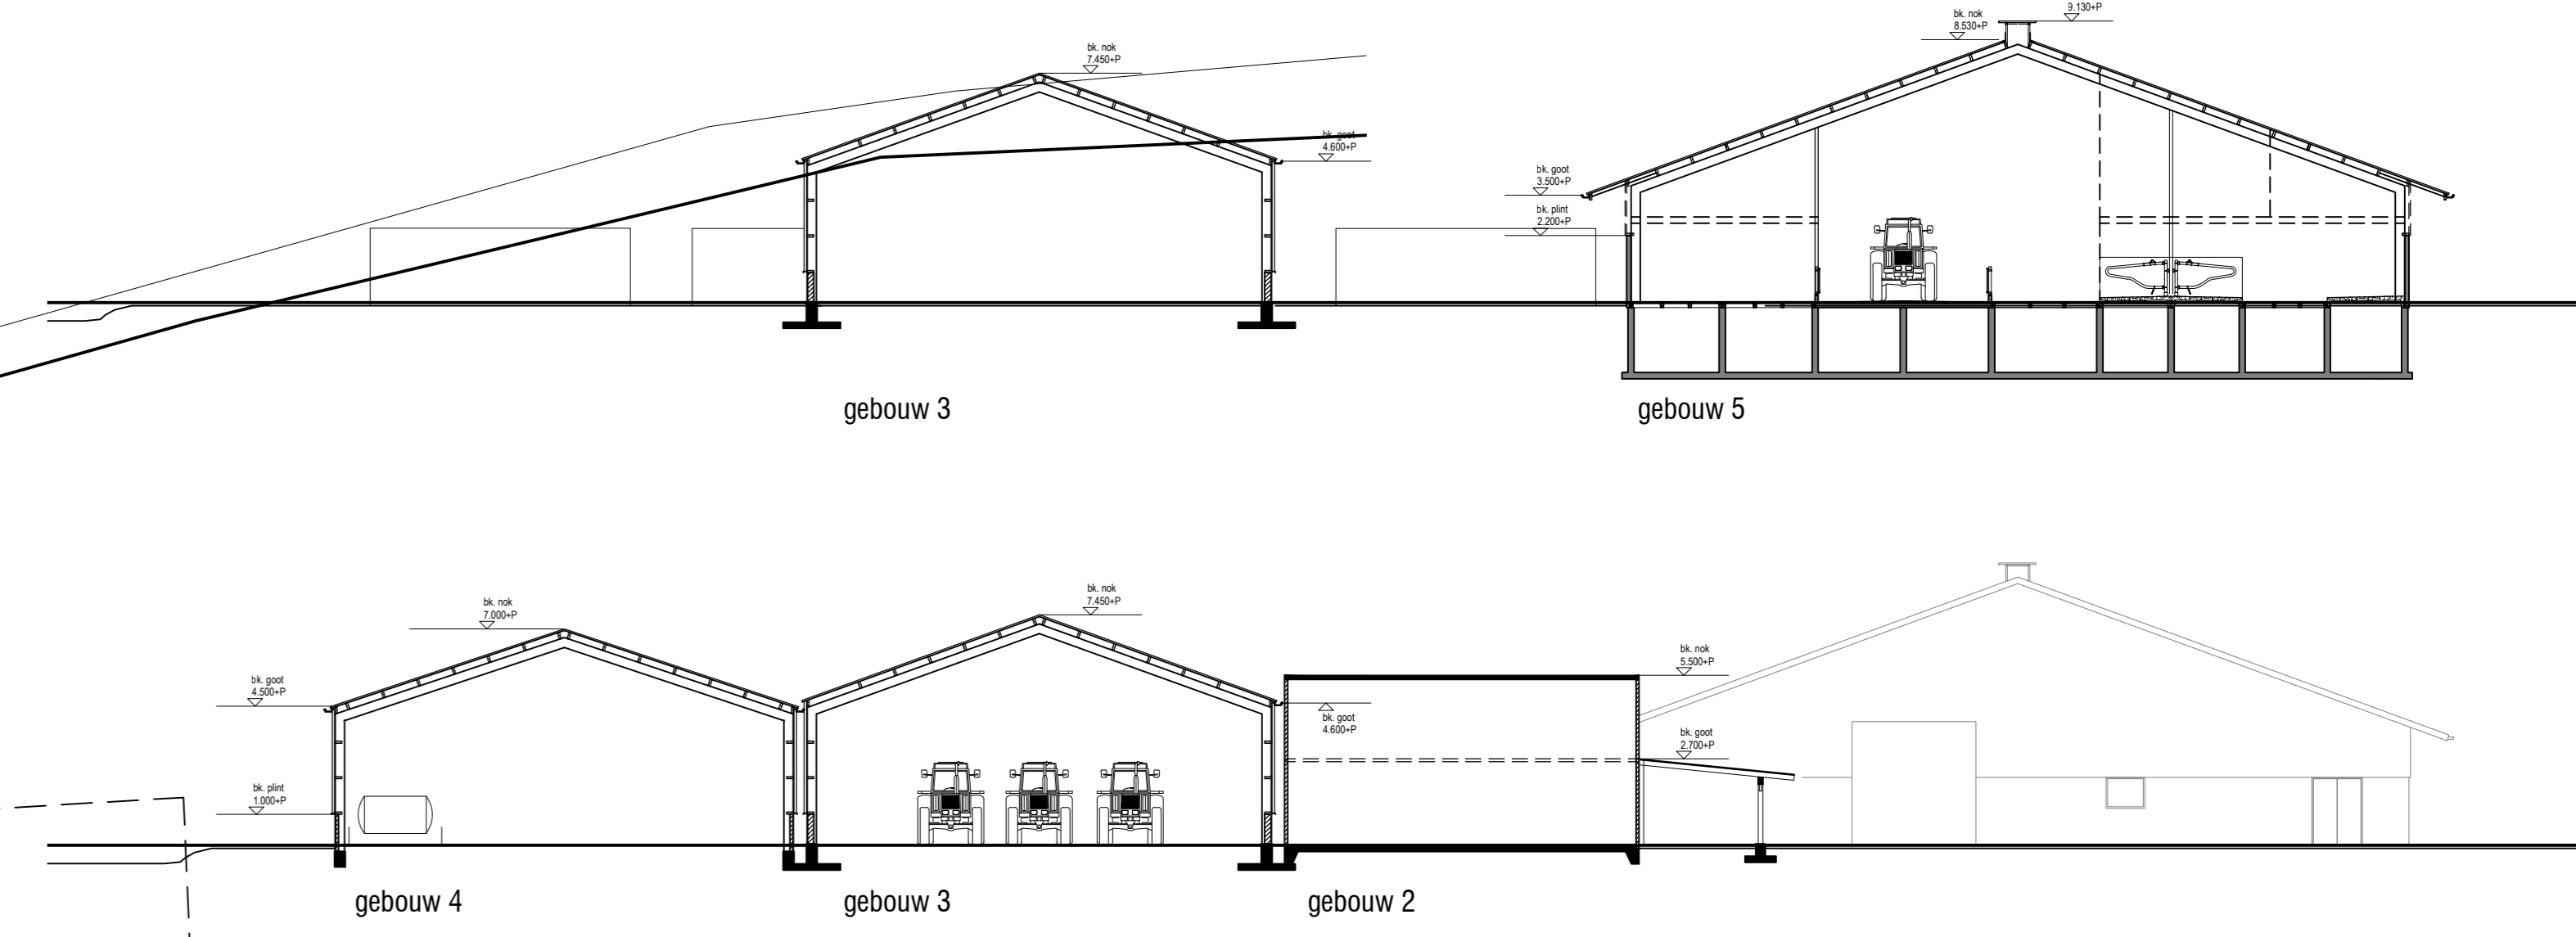 9.130+P
bk. nok
8.530+P
bk. nok
7.450+P
bk. goot
4.600+P
bk. goot
3.500+P
bk. plint
2.200+P
gebouw 3
gebouw 5
bk. nok
7.000+P
bk. nok
7.450+P
bk. nok
5.500+P
bk. goot
4.500+P
bk. goot
4.600+P
bk. goot
2.700+P
bk. plint
1.000+P
gebouw 4
gebouw 3
gebouw 2